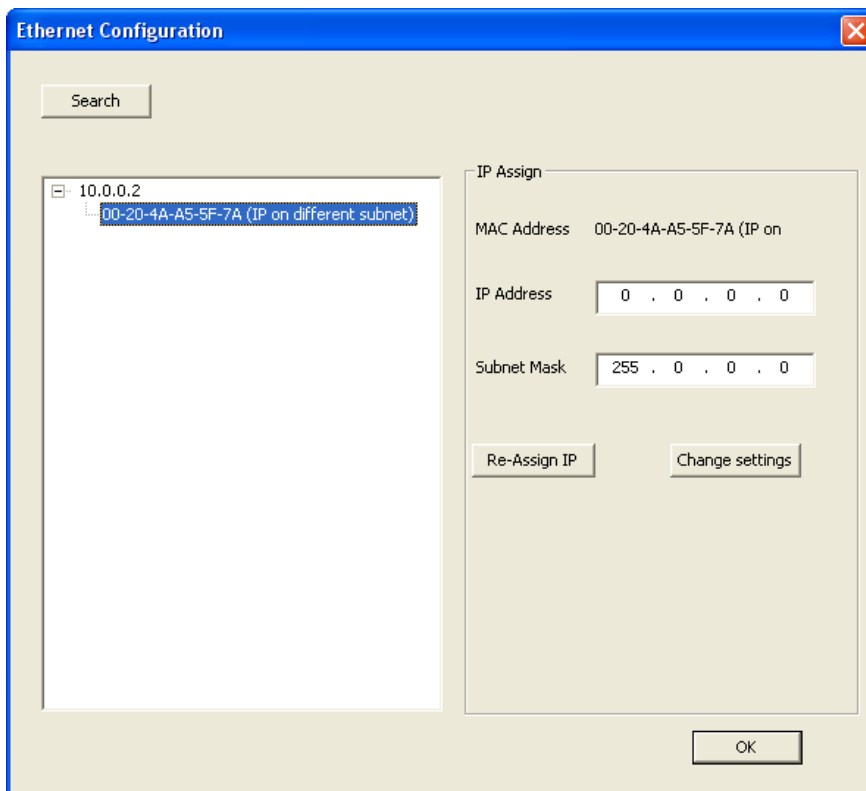 Ethernet Configuration
Search
10.0.0.2
00-20-4A-A5-5F-7A (IP on different subnet)
IP Assign
MAC Address 00-20-4A-A5-5F-7A (IP on
IP Address 0 . 0 . 0 . 0
Subnet Mask 255 . 0 . 0 . 0
Re-Assign IP Change settings
OK